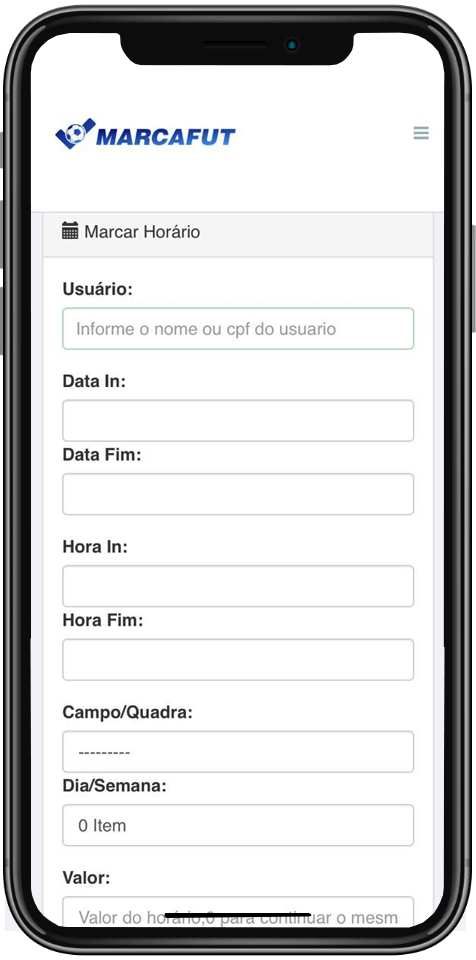 MARCAFUT
Marcar Horário
Usuário:
Informe o nome ou cpf do usuario
Data In:
Data Fim:
Hora In:
Hora Fim:
Campo/Quadra:
---------
Dia/Semana:
0 Item
Valor:
Valor do horário,0 para continuar o mesm